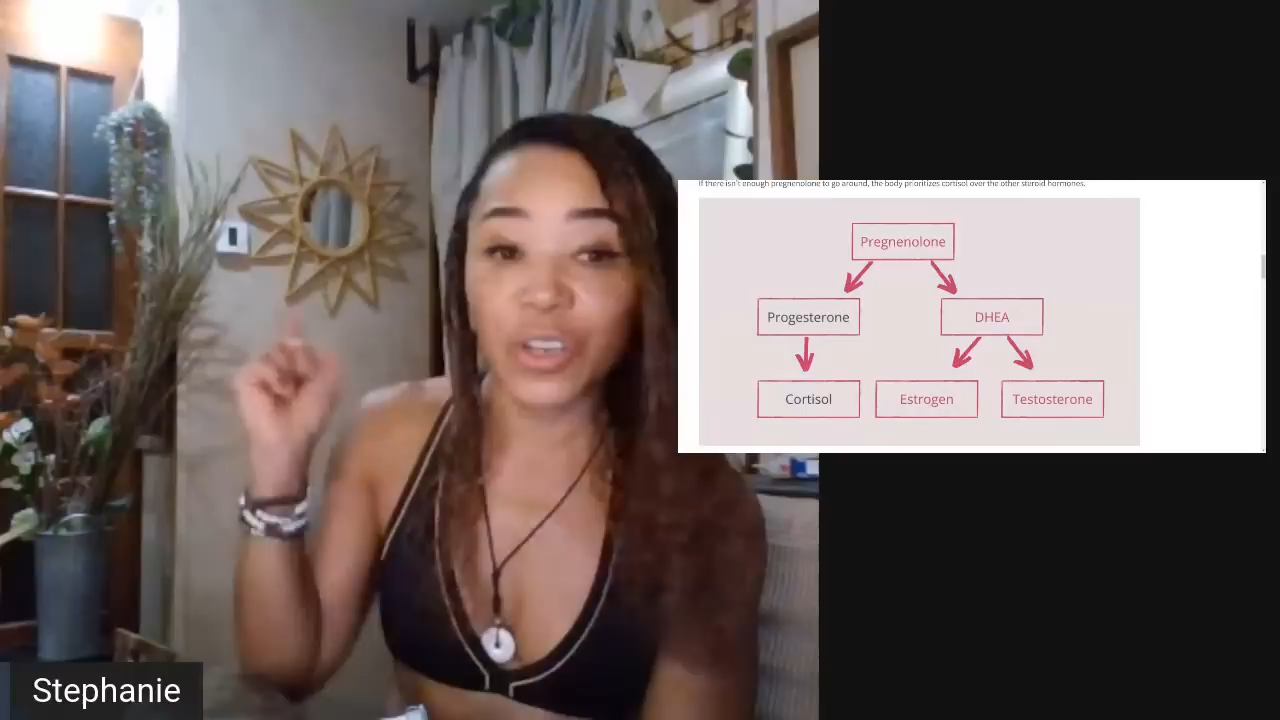 If there isn't enough pregnenolone to go around, the body prioritizes cortisol over the other steroid hormones.
Pregnenolone
Progesterone
DHEA
Cortisol
Estrogen
Testosterone
Stephanie